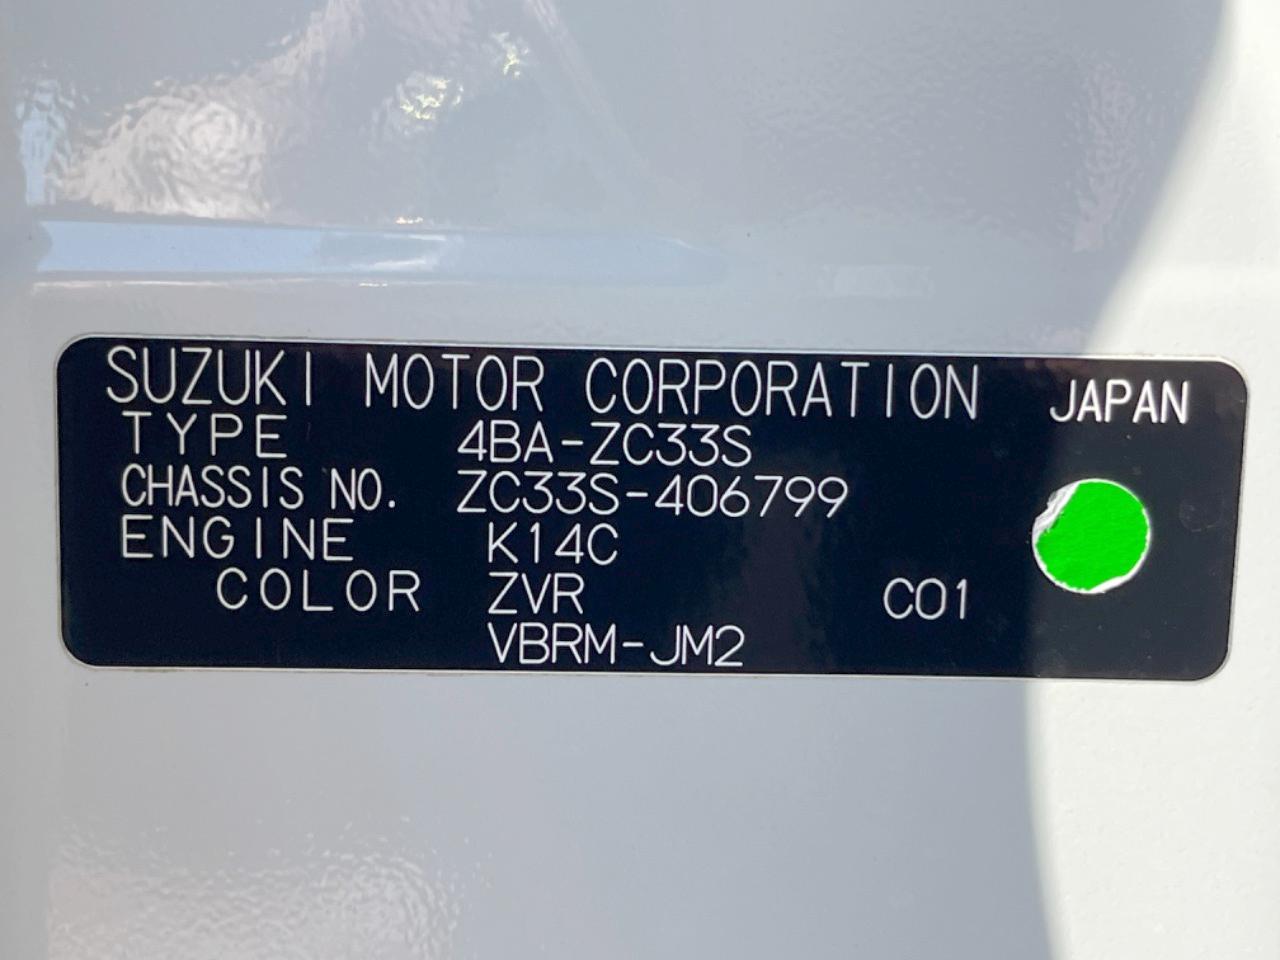 SUZUKI MOTOR CORPORATION JAPAN
TYPE 4BA-ZC33S
CHASSIS NO. ZC33S-406799
ENGINE K14C
COLOR ZVR C01
VBRM-JM2